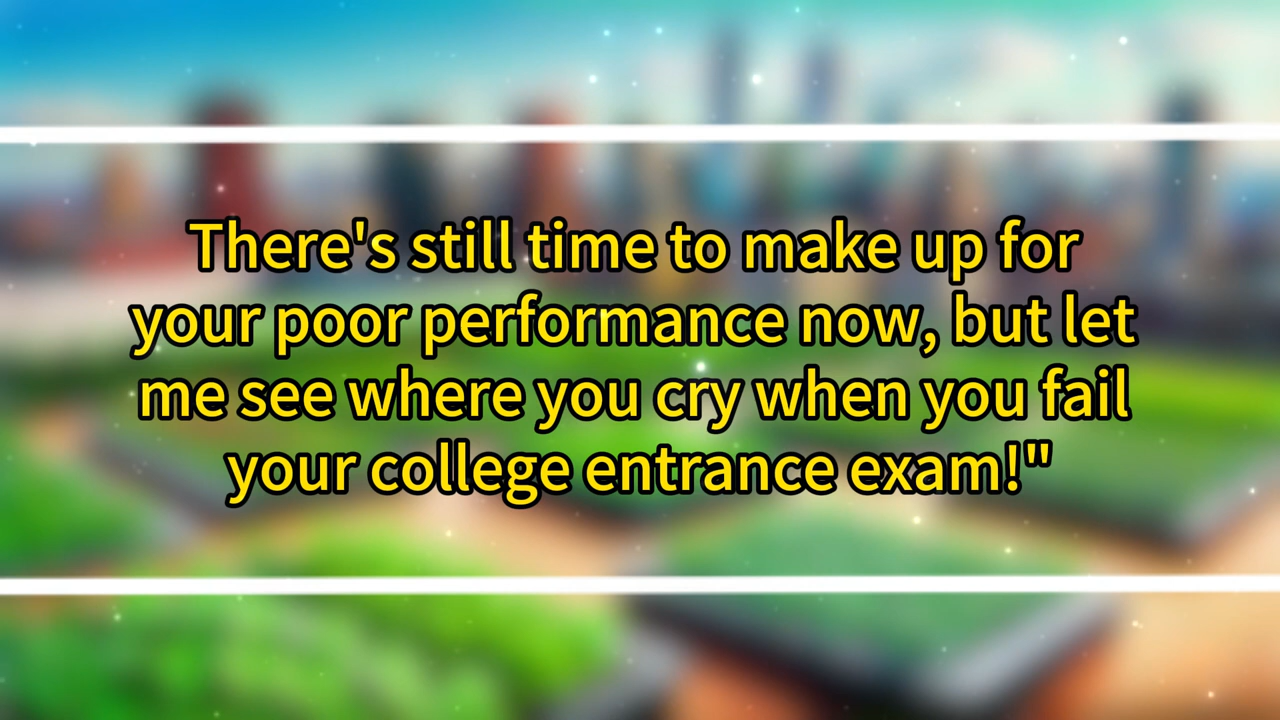 There's still time to make up for
your poor performance now, but let
me see where you cry when you fail
your college entrance exam!"